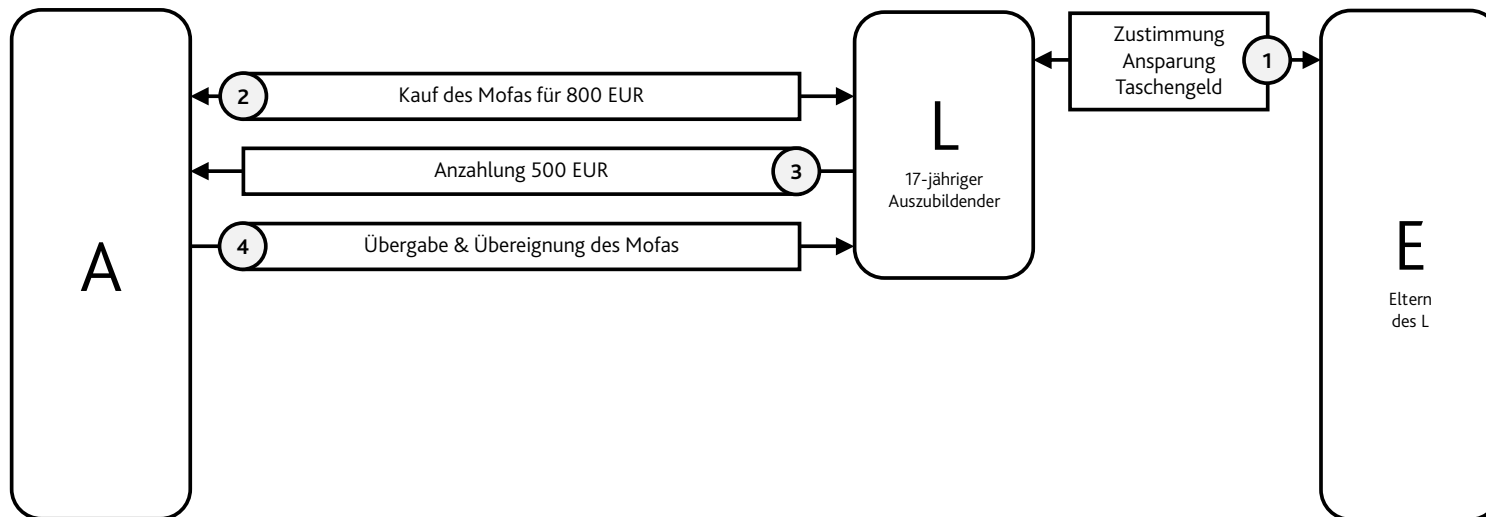 A
2
Kauf des Mofas für 800 EUR
Anzahlung 500 EUR
3
4
Übergabe & Übereignung des Mofas
L
17-jähriger
Auszubildender
Zustimmung
Ansparung
Taschengeld
1
E
Eltern
des L